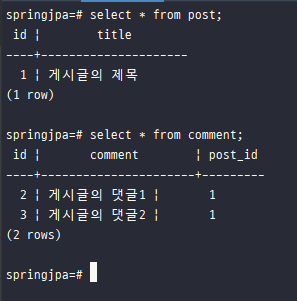 springjpa=# select * from post;
 id ¦        title
----+---------------------
  1 ¦ 게시글의 제목
(1 row)

springjpa=# select * from comment;
 id ¦       comment        ¦ post_id
----+----------------------+---------
  2 ¦ 게시글의 댓글1 ¦       1
  3 ¦ 게시글의 댓글2 ¦       1
(2 rows)

springjpa=#